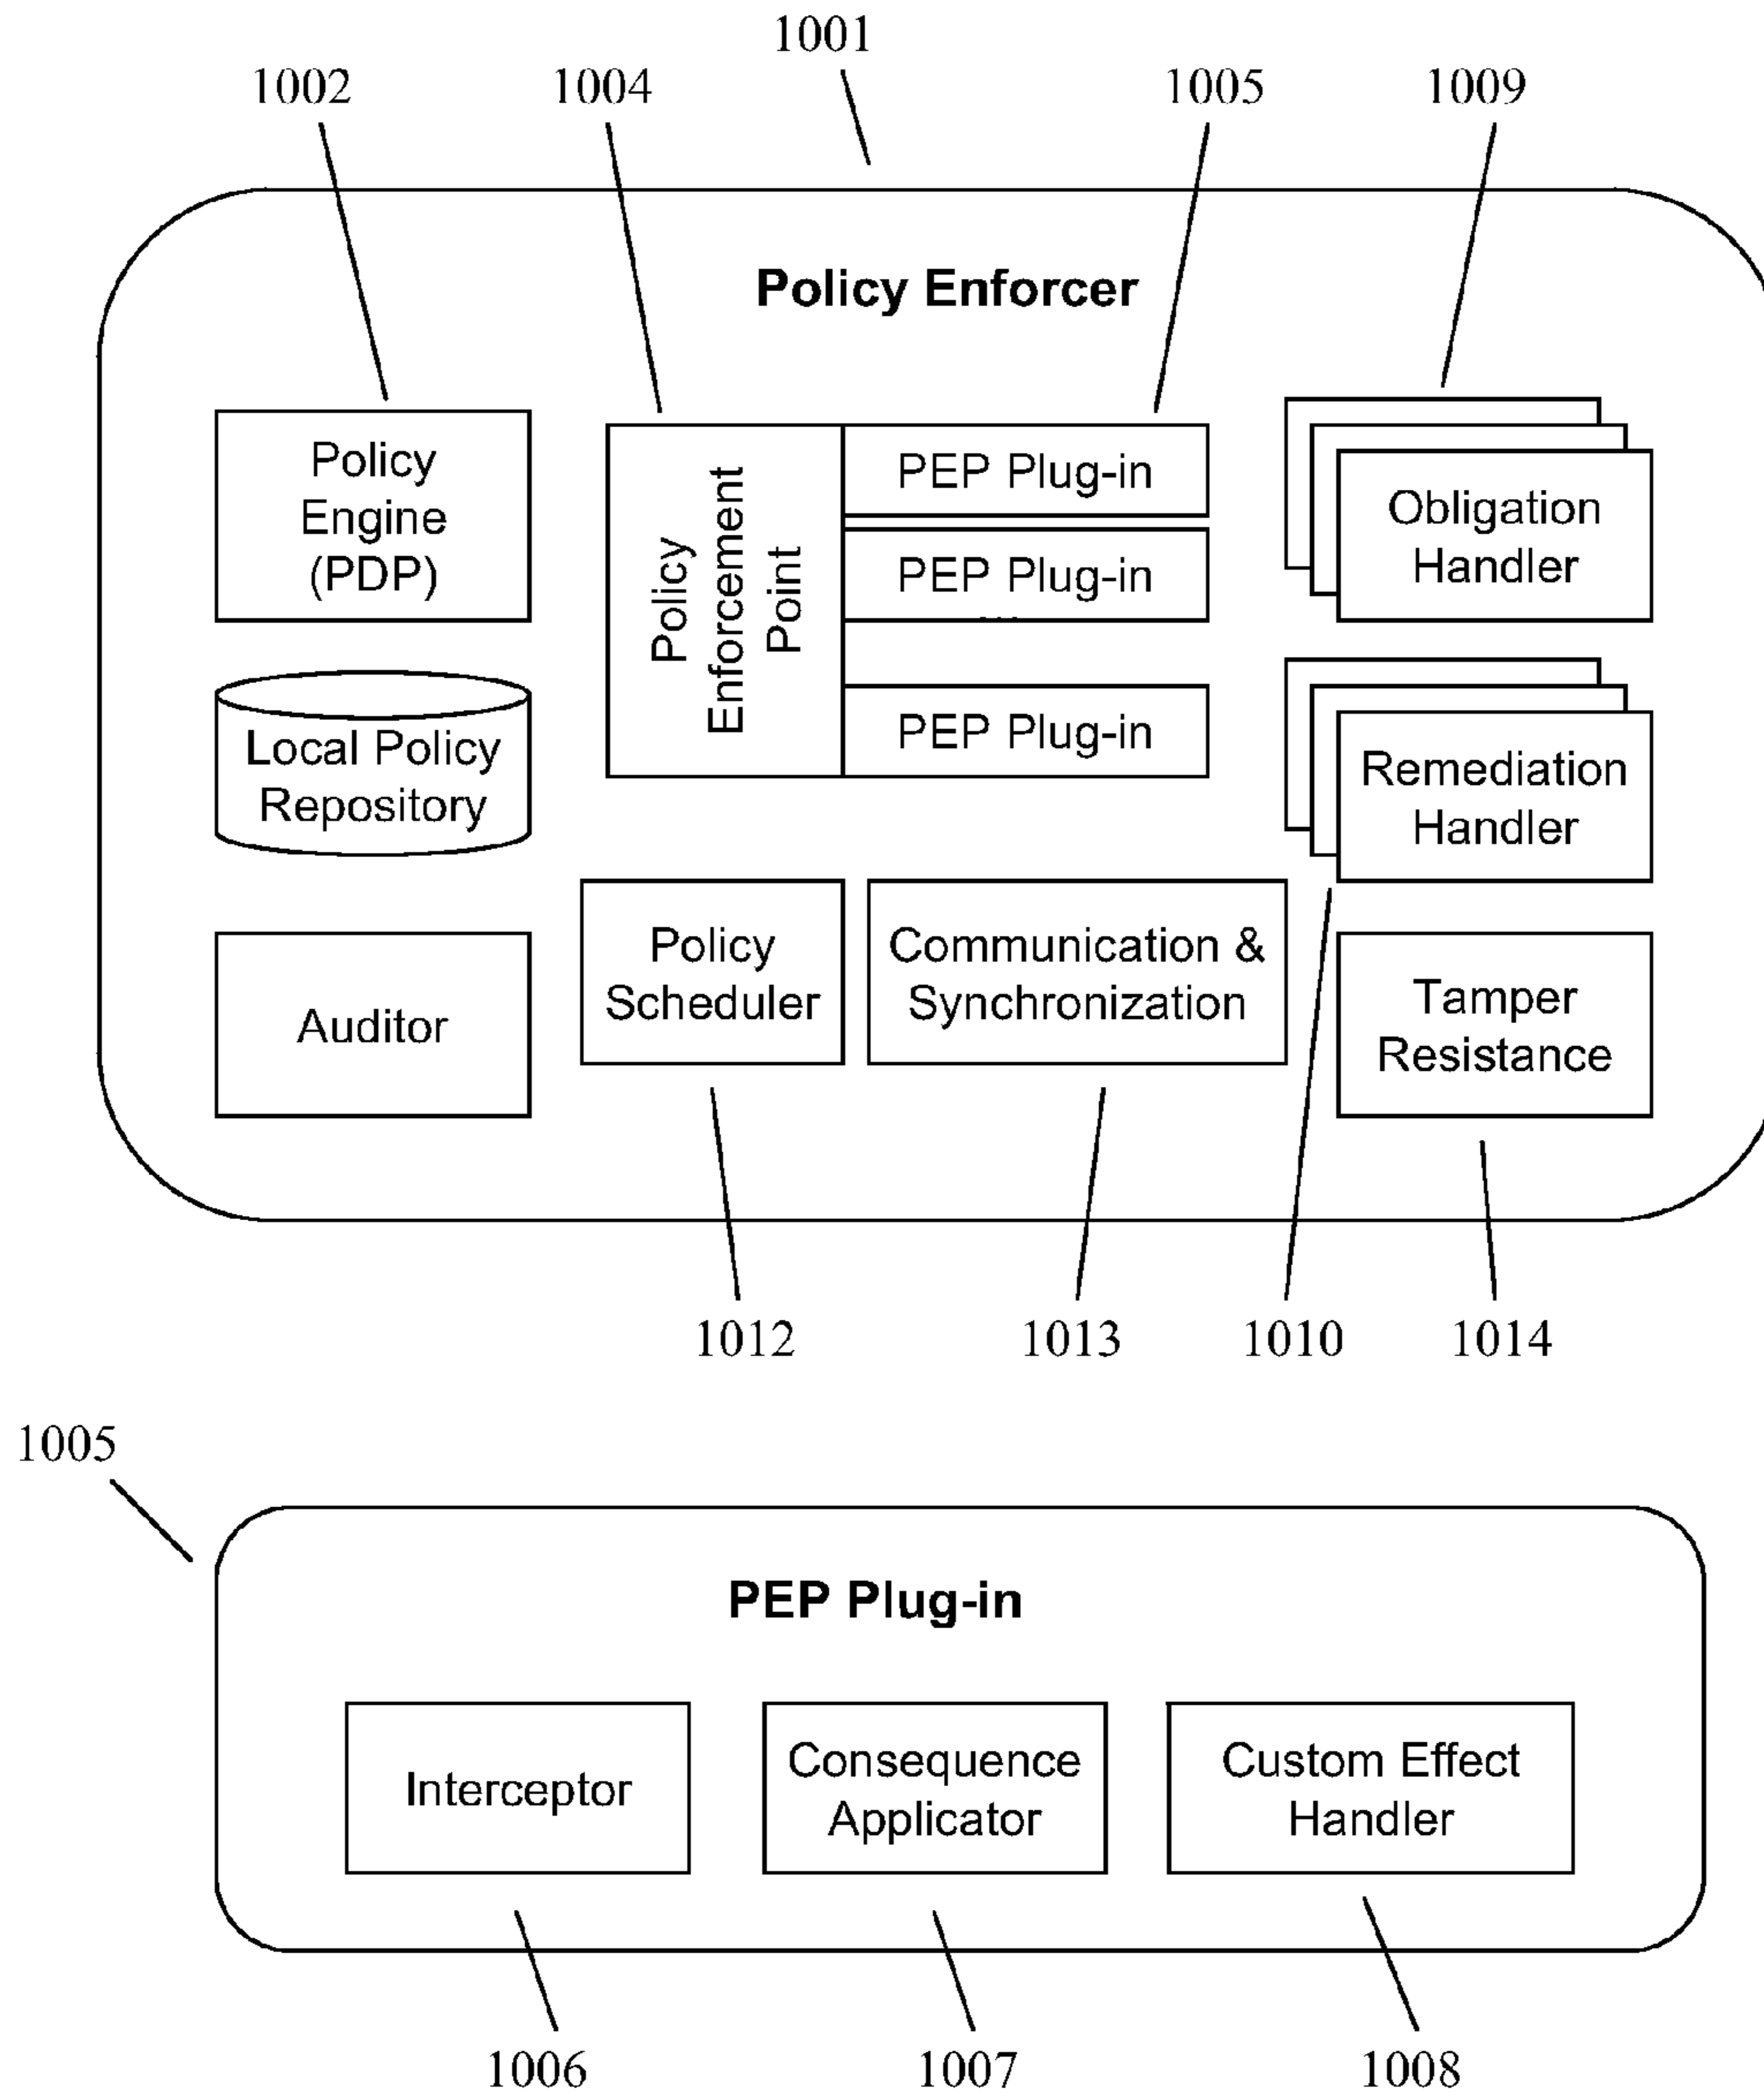 1001
1002
1004
1005
1009
Policy Enforcer
Policy
Engine
(PDP)
Policy
Enforcement
Point
PEP Plug-in
PEP Plug-in
...
PEP Plug-in
Obligation
Handler
Local Policy
Repository
Remediation
Handler
Auditor
Policy
Scheduler
Communication &
Synchronization
Tamper
Resistance
1012
1013
1010
1014
1005
PEP Plug-in
Interceptor
Consequence
Applicator
Custom Effect
Handler
1006
1007
1008